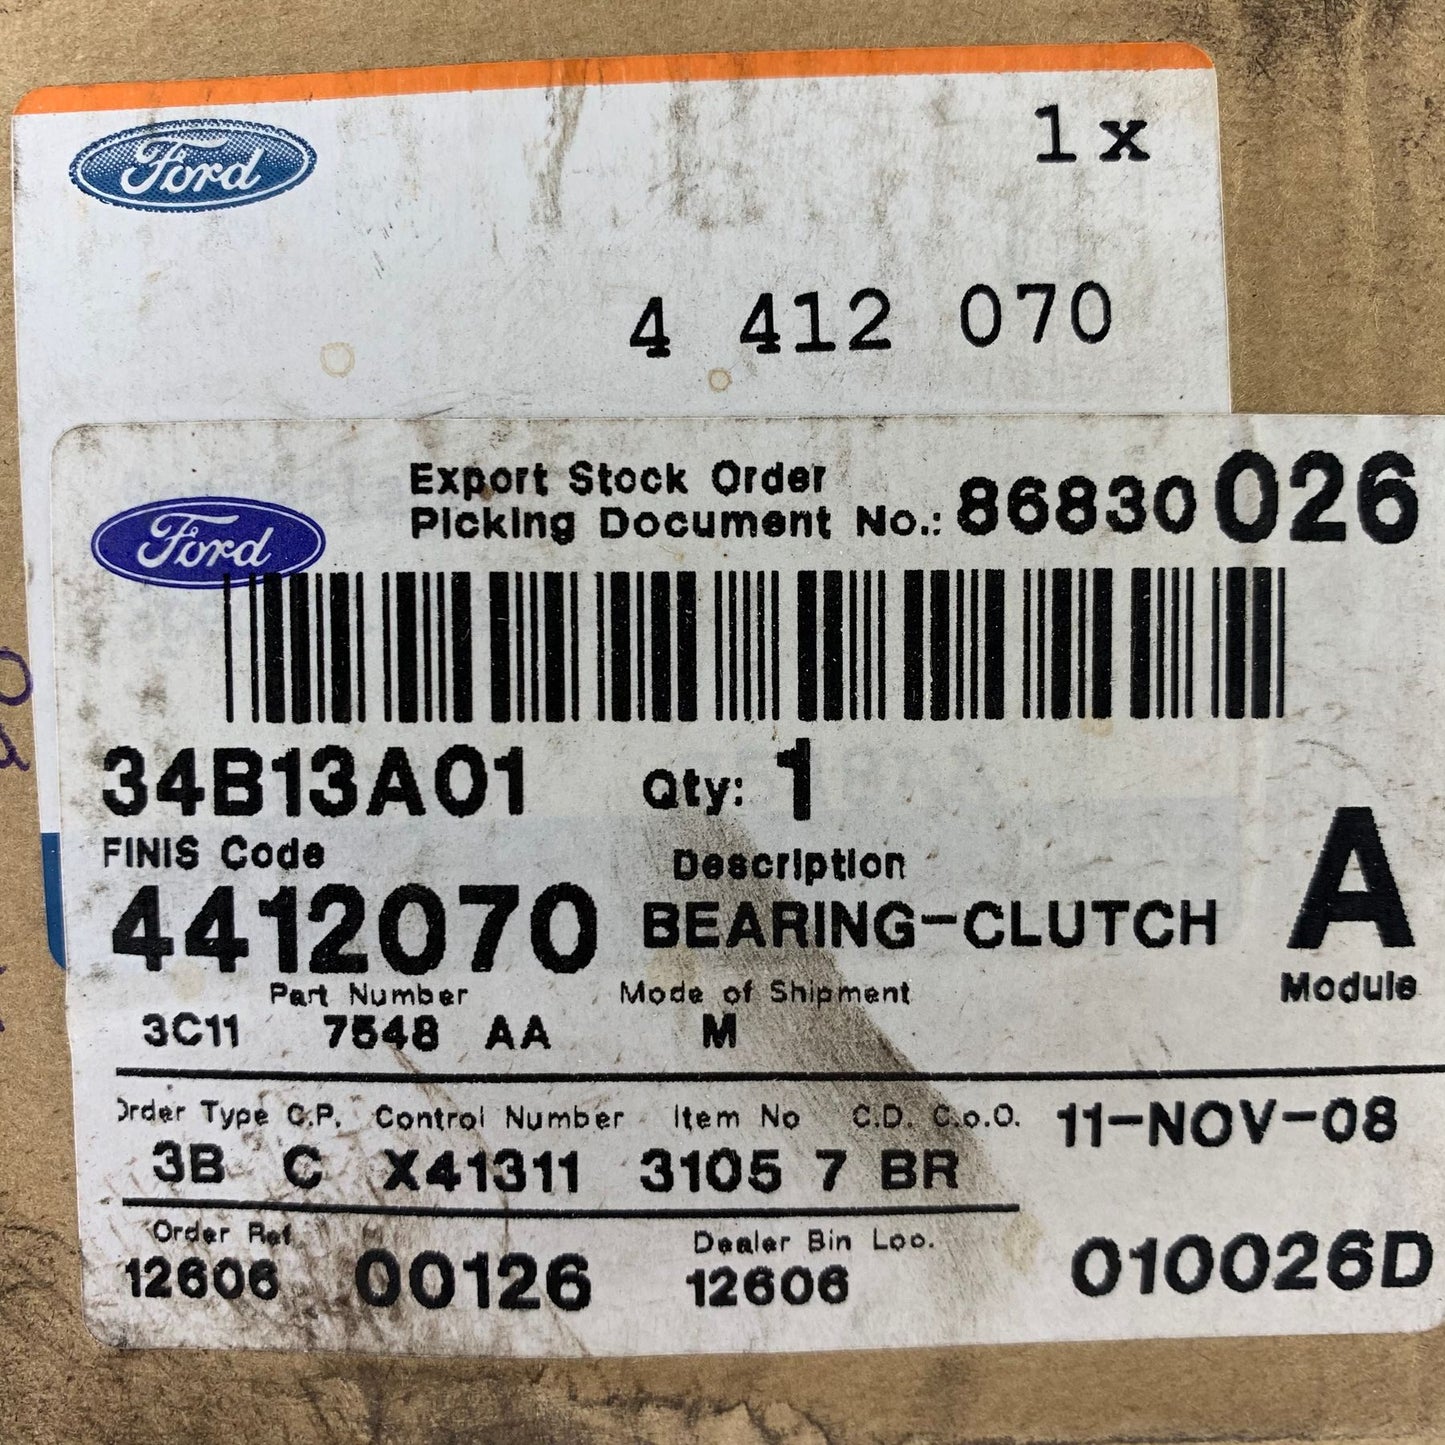 Ford
1x
4 412 070
Export Stock Order
Picking Document No.: 86830026
Ford
34B13A01 Qty: 1
FINIS Code Description
4412070 BEARING-CLUTCH A
Part Number Mode of Shipment Module
3C11 7548 AA M
Order Type C.P. Control Number Item No C.D. C.o.O. 11-NOV-08
3B C X41311 3105 7 BR
Order Ref Dealer Bin Loc.
12606 00126 12606 010026D